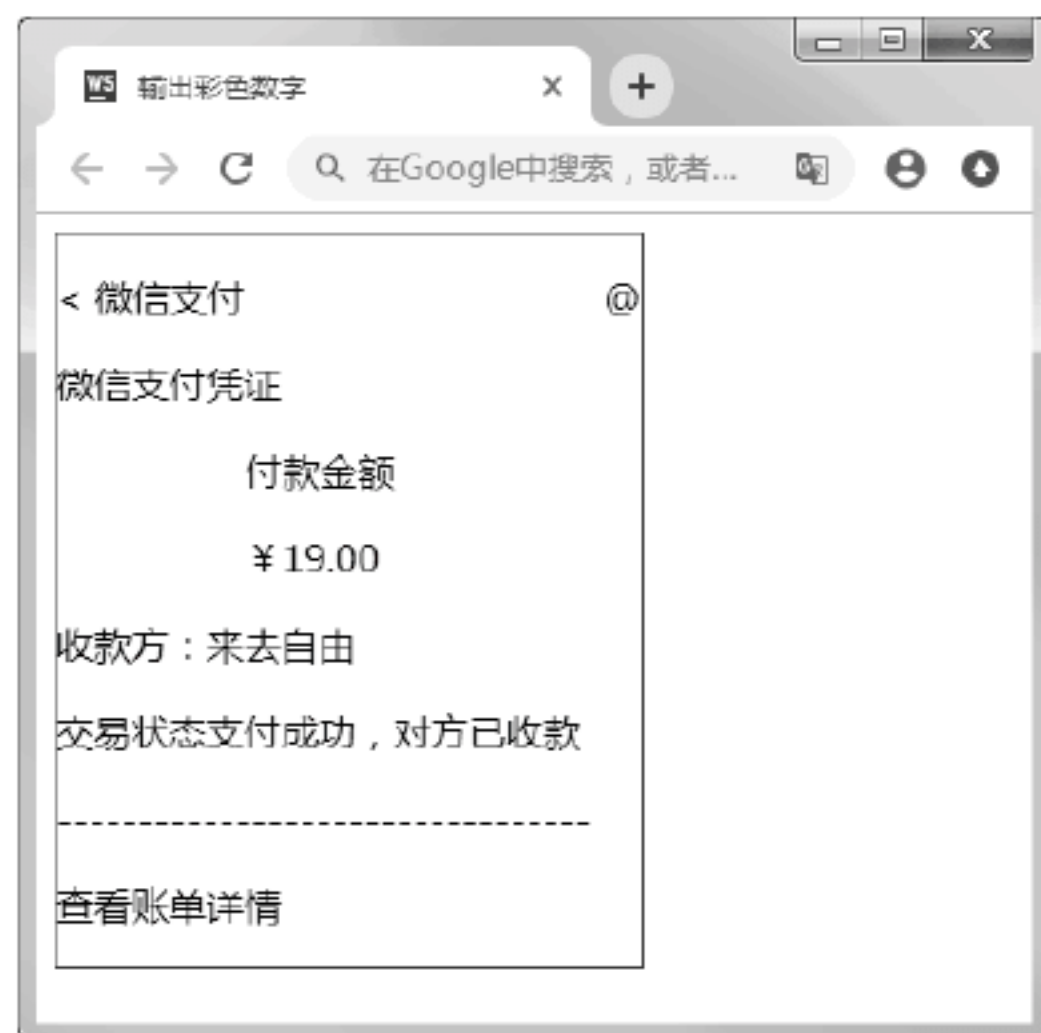 WS 输出彩色数字
在Google中搜索，或者...
< 微信支付 @
微信支付凭证
付款金额
¥19.00
收款方：来去自由
交易状态支付成功，对方已收款
---------------------------------
查看账单详情